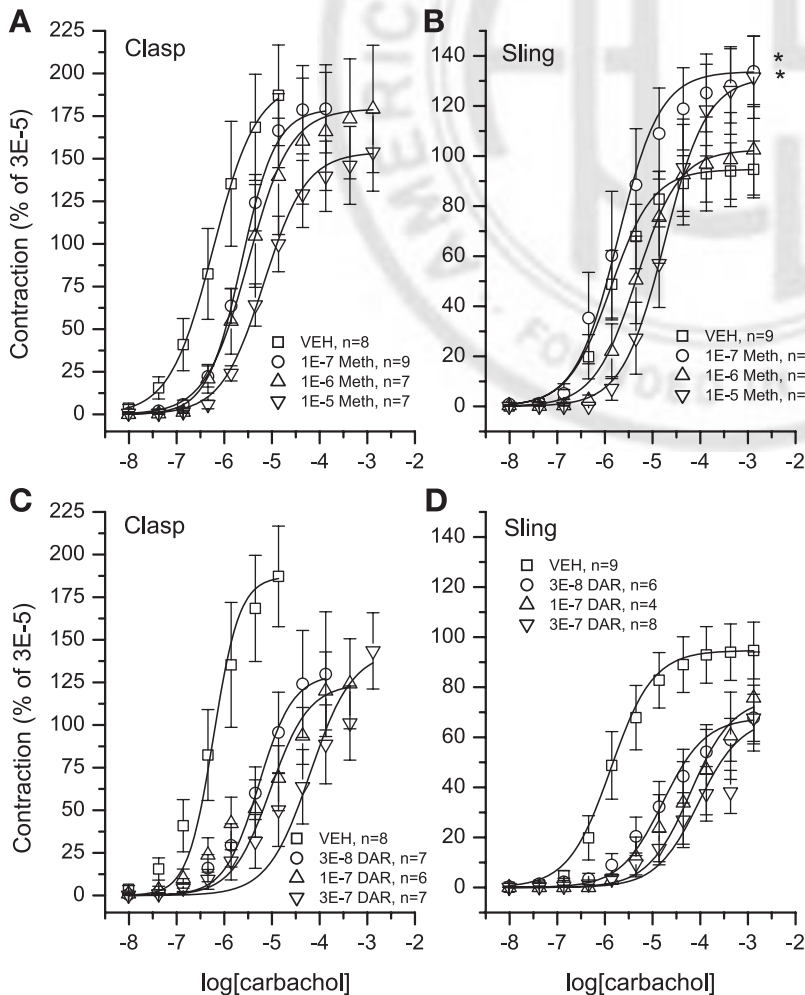 A
Clasp
Contraction (% of 3E-5)
225
200
175
150
125
100
75
50
25
0
-8 -7 -6 -5 -4 -3 -2
VEH, n=8
1E-7 Meth, n=9
1E-6 Meth, n=7
1E-5 Meth, n=7
B
Sling
140
120
100
80
60
40
20
0
-8 -7 -6 -5 -4 -3 -2
*
*
VEH, n=9
1E-7 Meth, n=
1E-6 Meth, n=
1E-5 Meth, n=
AMERIC
FOR
C
Clasp
Contraction (% of 3E-5)
225
200
175
150
125
100
75
50
25
0
-8 -7 -6 -5 -4 -3 -2
log[carbachol]
VEH, n=8
3E-8 DAR, n=7
1E-7 DAR, n=6
3E-7 DAR, n=7
D
Sling
VEH, n=9
3E-8 DAR, n=6
1E-7 DAR, n=4
3E-7 DAR, n=8
140
120
100
80
60
40
20
0
-8 -7 -6 -5 -4 -3 -2
log[carbachol]